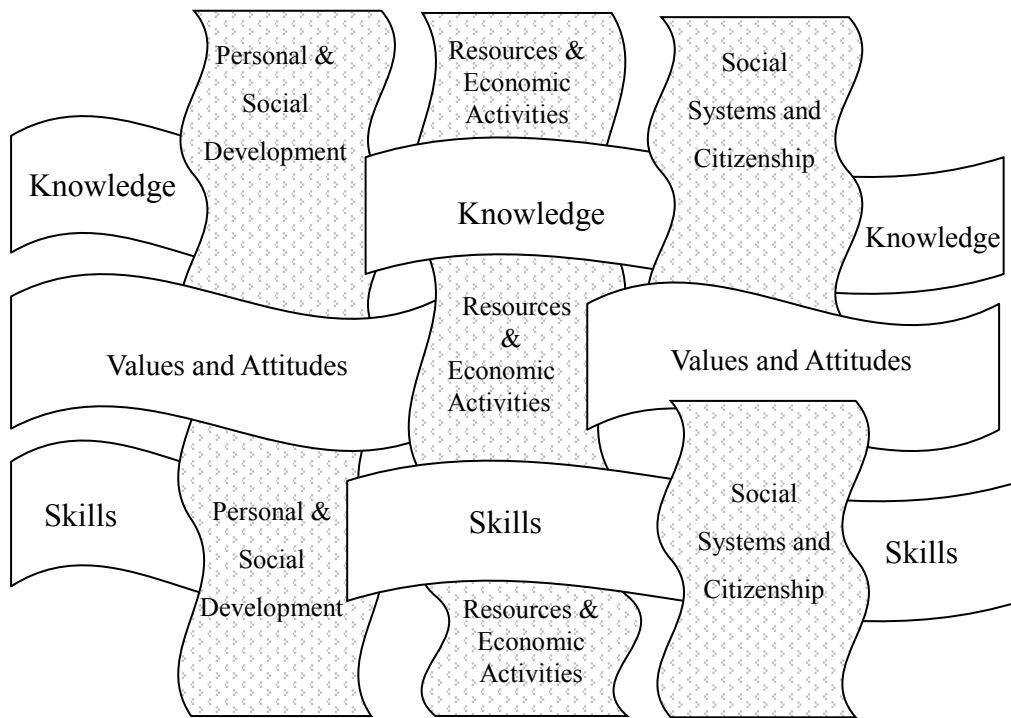 Personal &
Social
Development
Resources &
Economic
Activities
Social
Systems and
Citizenship
Knowledge
Knowledge
Knowledge
Resources
&
Economic
Activities
Values and Attitudes
Values and Attitudes
Skills
Personal &
Social
Development
Skills
Social
Systems and
Citizenship
Skills
Resources &
Economic
Activities